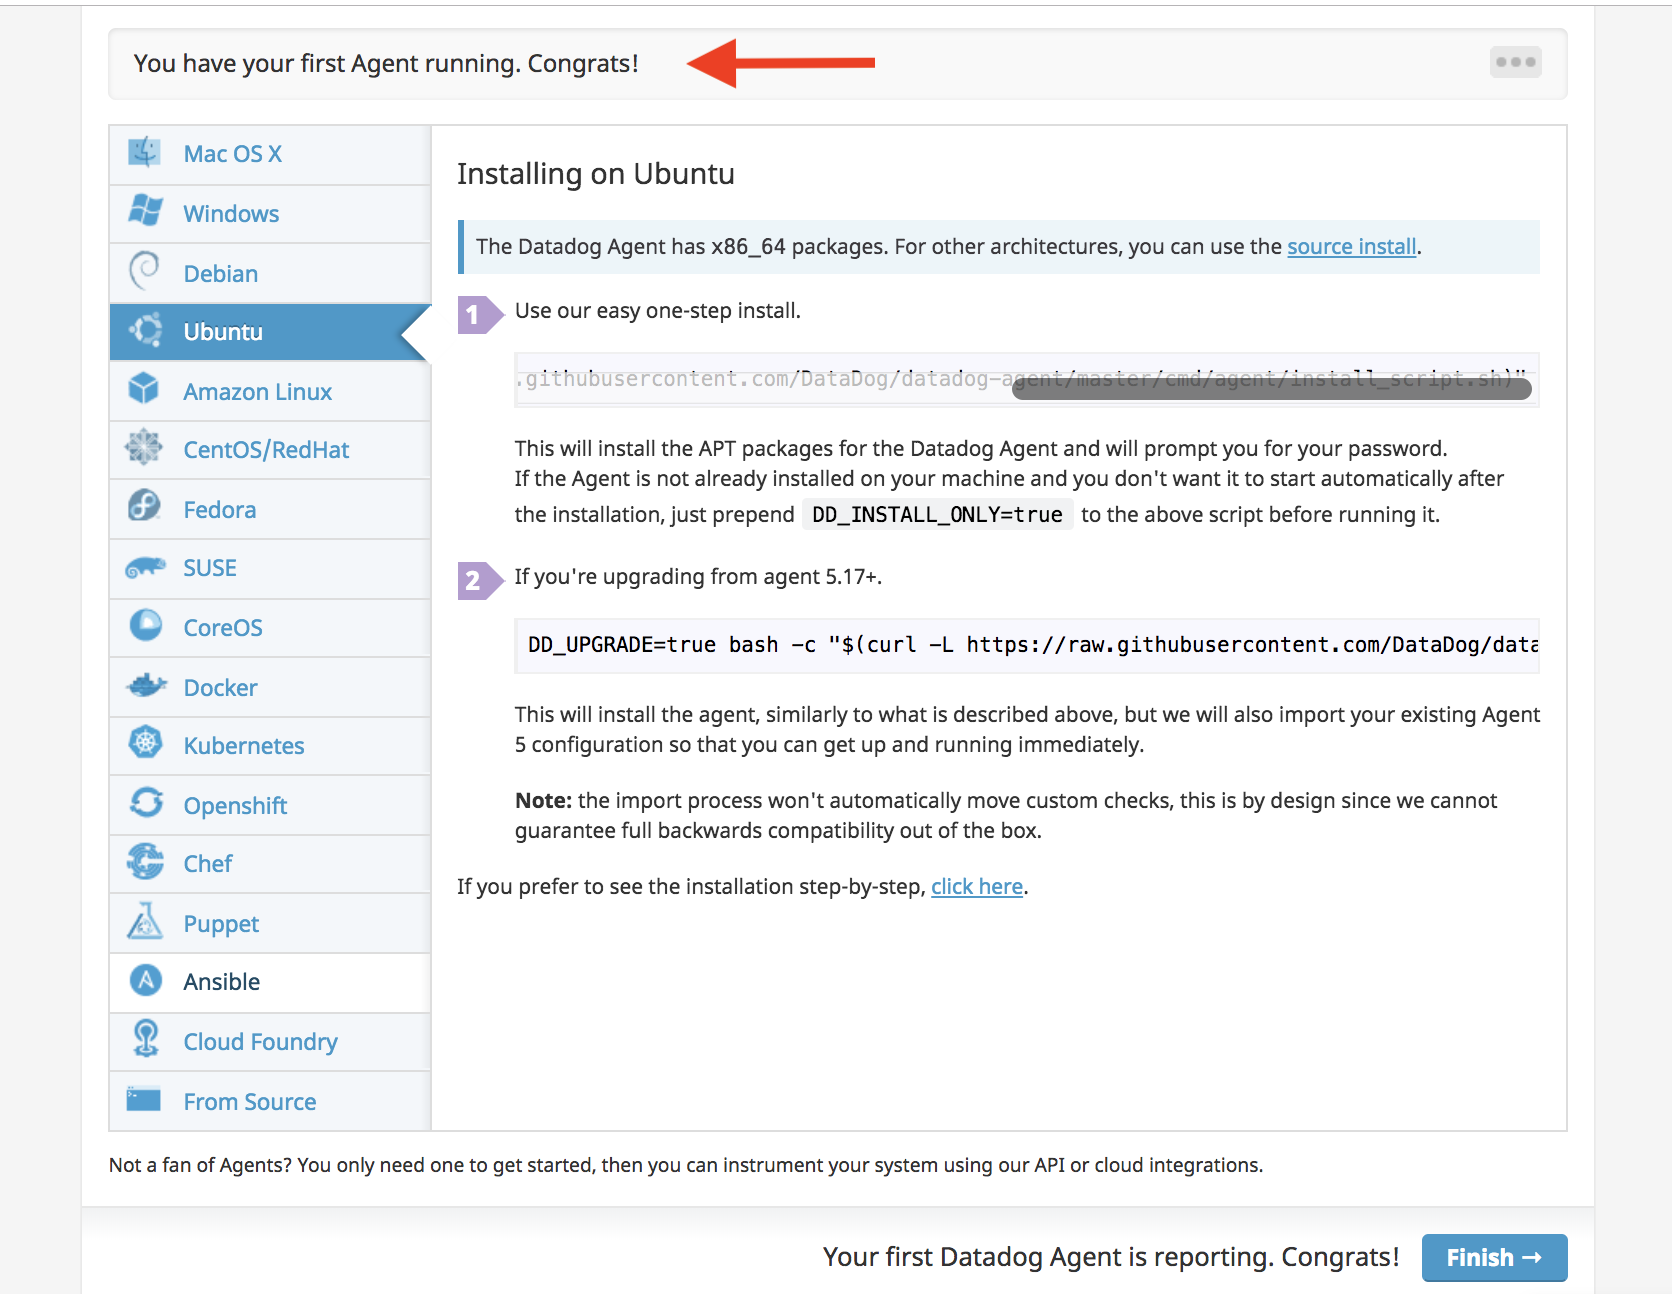 You have your first Agent running. Congrats!
Mac OS X
Windows
Debian
Ubuntu
Amazon Linux
CentOS/RedHat
Fedora
SUSE
CoreOS
Docker
Kubernetes
Openshift
Chef
Puppet
Ansible
Cloud Foundry
From Source
Installing on Ubuntu
The Datadog Agent has x86_64 packages. For other architectures, you can use the source install.
1 Use our easy one-step install.
.githubusercontent.com/DataDog/datadog-agent/master/cmd/agent/install_script.sh)"
This will install the APT packages for the Datadog Agent and will prompt you for your password.
If the Agent is not already installed on your machine and you don't want it to start automatically after
the installation, just prepend DD_INSTALL_ONLY=true to the above script before running it.
2 If you're upgrading from agent 5.17+.
DD_UPGRADE=true bash -c "$(curl -L https://raw.githubusercontent.com/DataDog/data
This will install the agent, similarly to what is described above, but we will also import your existing Agent
5 configuration so that you can get up and running immediately.
Note: the import process won't automatically move custom checks, this is by design since we cannot
guarantee full backwards compatibility out of the box.
If you prefer to see the installation step-by-step, click here.
Not a fan of Agents? You only need one to get started, then you can instrument your system using our API or cloud integrations.
Your first Datadog Agent is reporting. Congrats!
Finish →